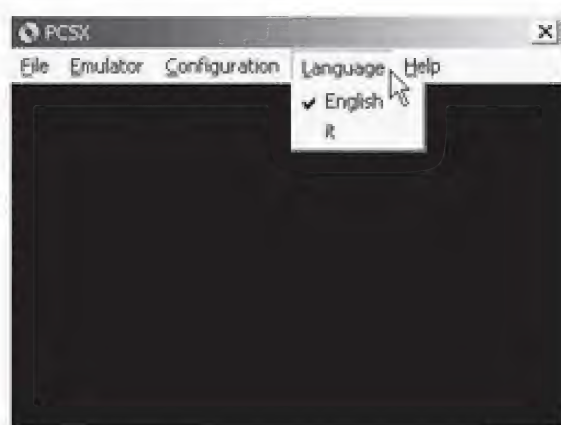 PCSX
File Emulator Configuration Language Help
✔ English
it